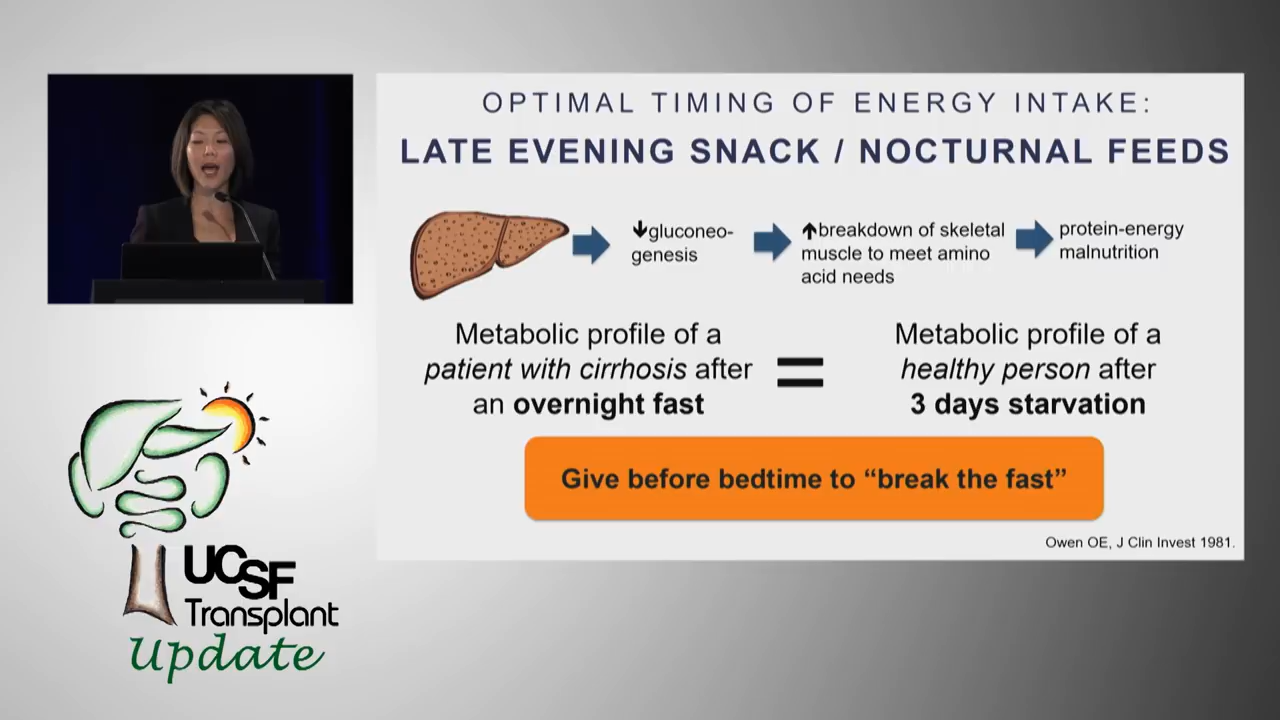 OPTIMAL TIMING OF ENERGY INTAKE:
LATE EVENING SNACK / NOCTURNAL FEEDS
↓gluconeo-
genesis
↑breakdown of skeletal
muscle to meet amino
acid needs
protein-energy
malnutrition
Metabolic profile of a
patient with cirrhosis after
an overnight fast
=
Metabolic profile of a
healthy person after
3 days starvation
Give before bedtime to “break the fast”
Owen OE, J Clin Invest 1981.
UCSF
Transplant
Update